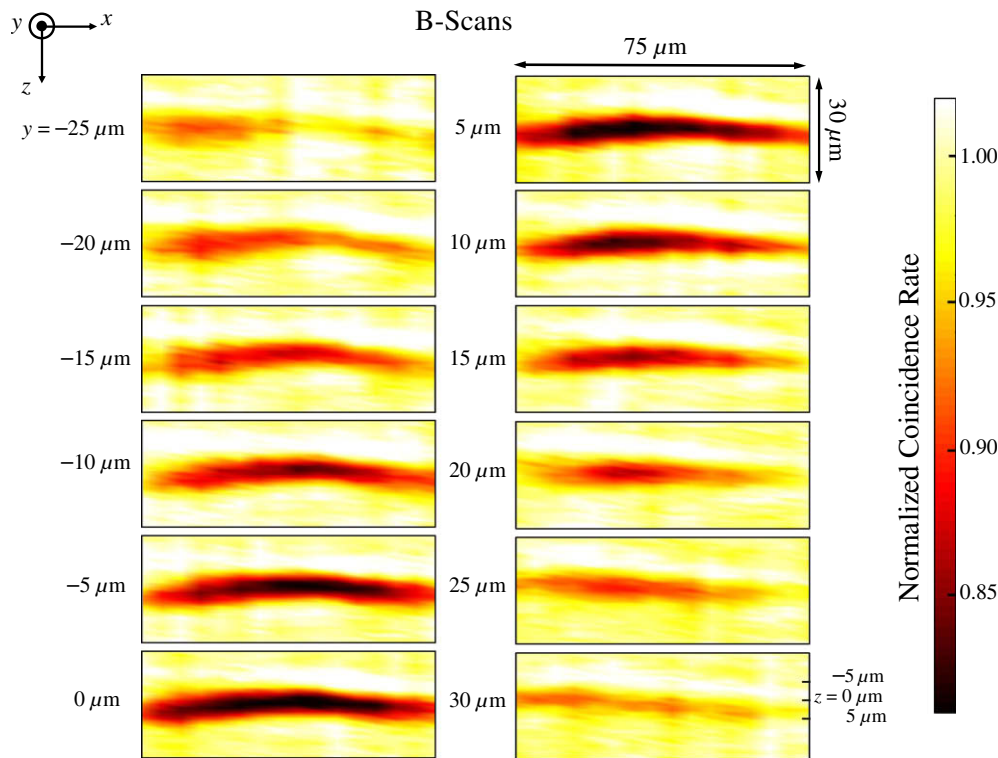 B-Scans
y
x
z
75 μm
30 μm
y = −25 μm
−20 μm
−15 μm
−10 μm
−5 μm
0 μm
5 μm
10 μm
15 μm
20 μm
25 μm
30 μm
−5 μm
z = 0 μm
5 μm
Normalized Coincidence Rate
1.00
0.95
0.90
0.85